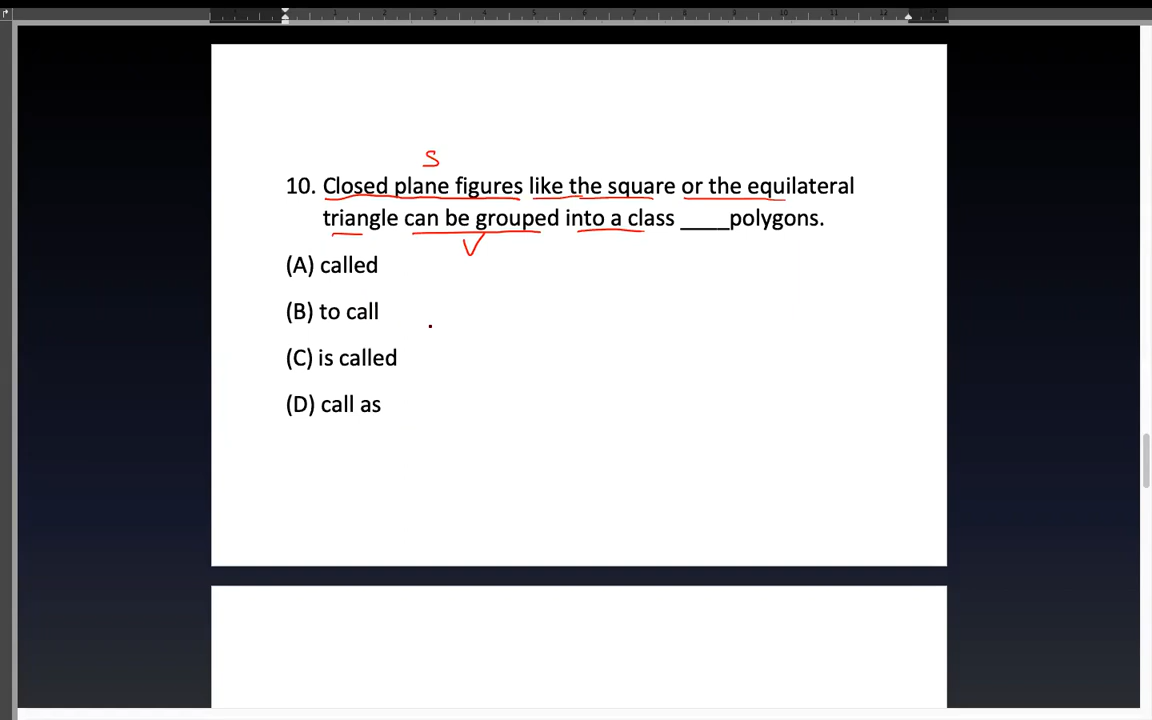 S
10. Closed plane figures like the square or the equilateral
triangle can be grouped into a class ____polygons.
V
(A) called
(B) to call
(C) is called
(D) call as